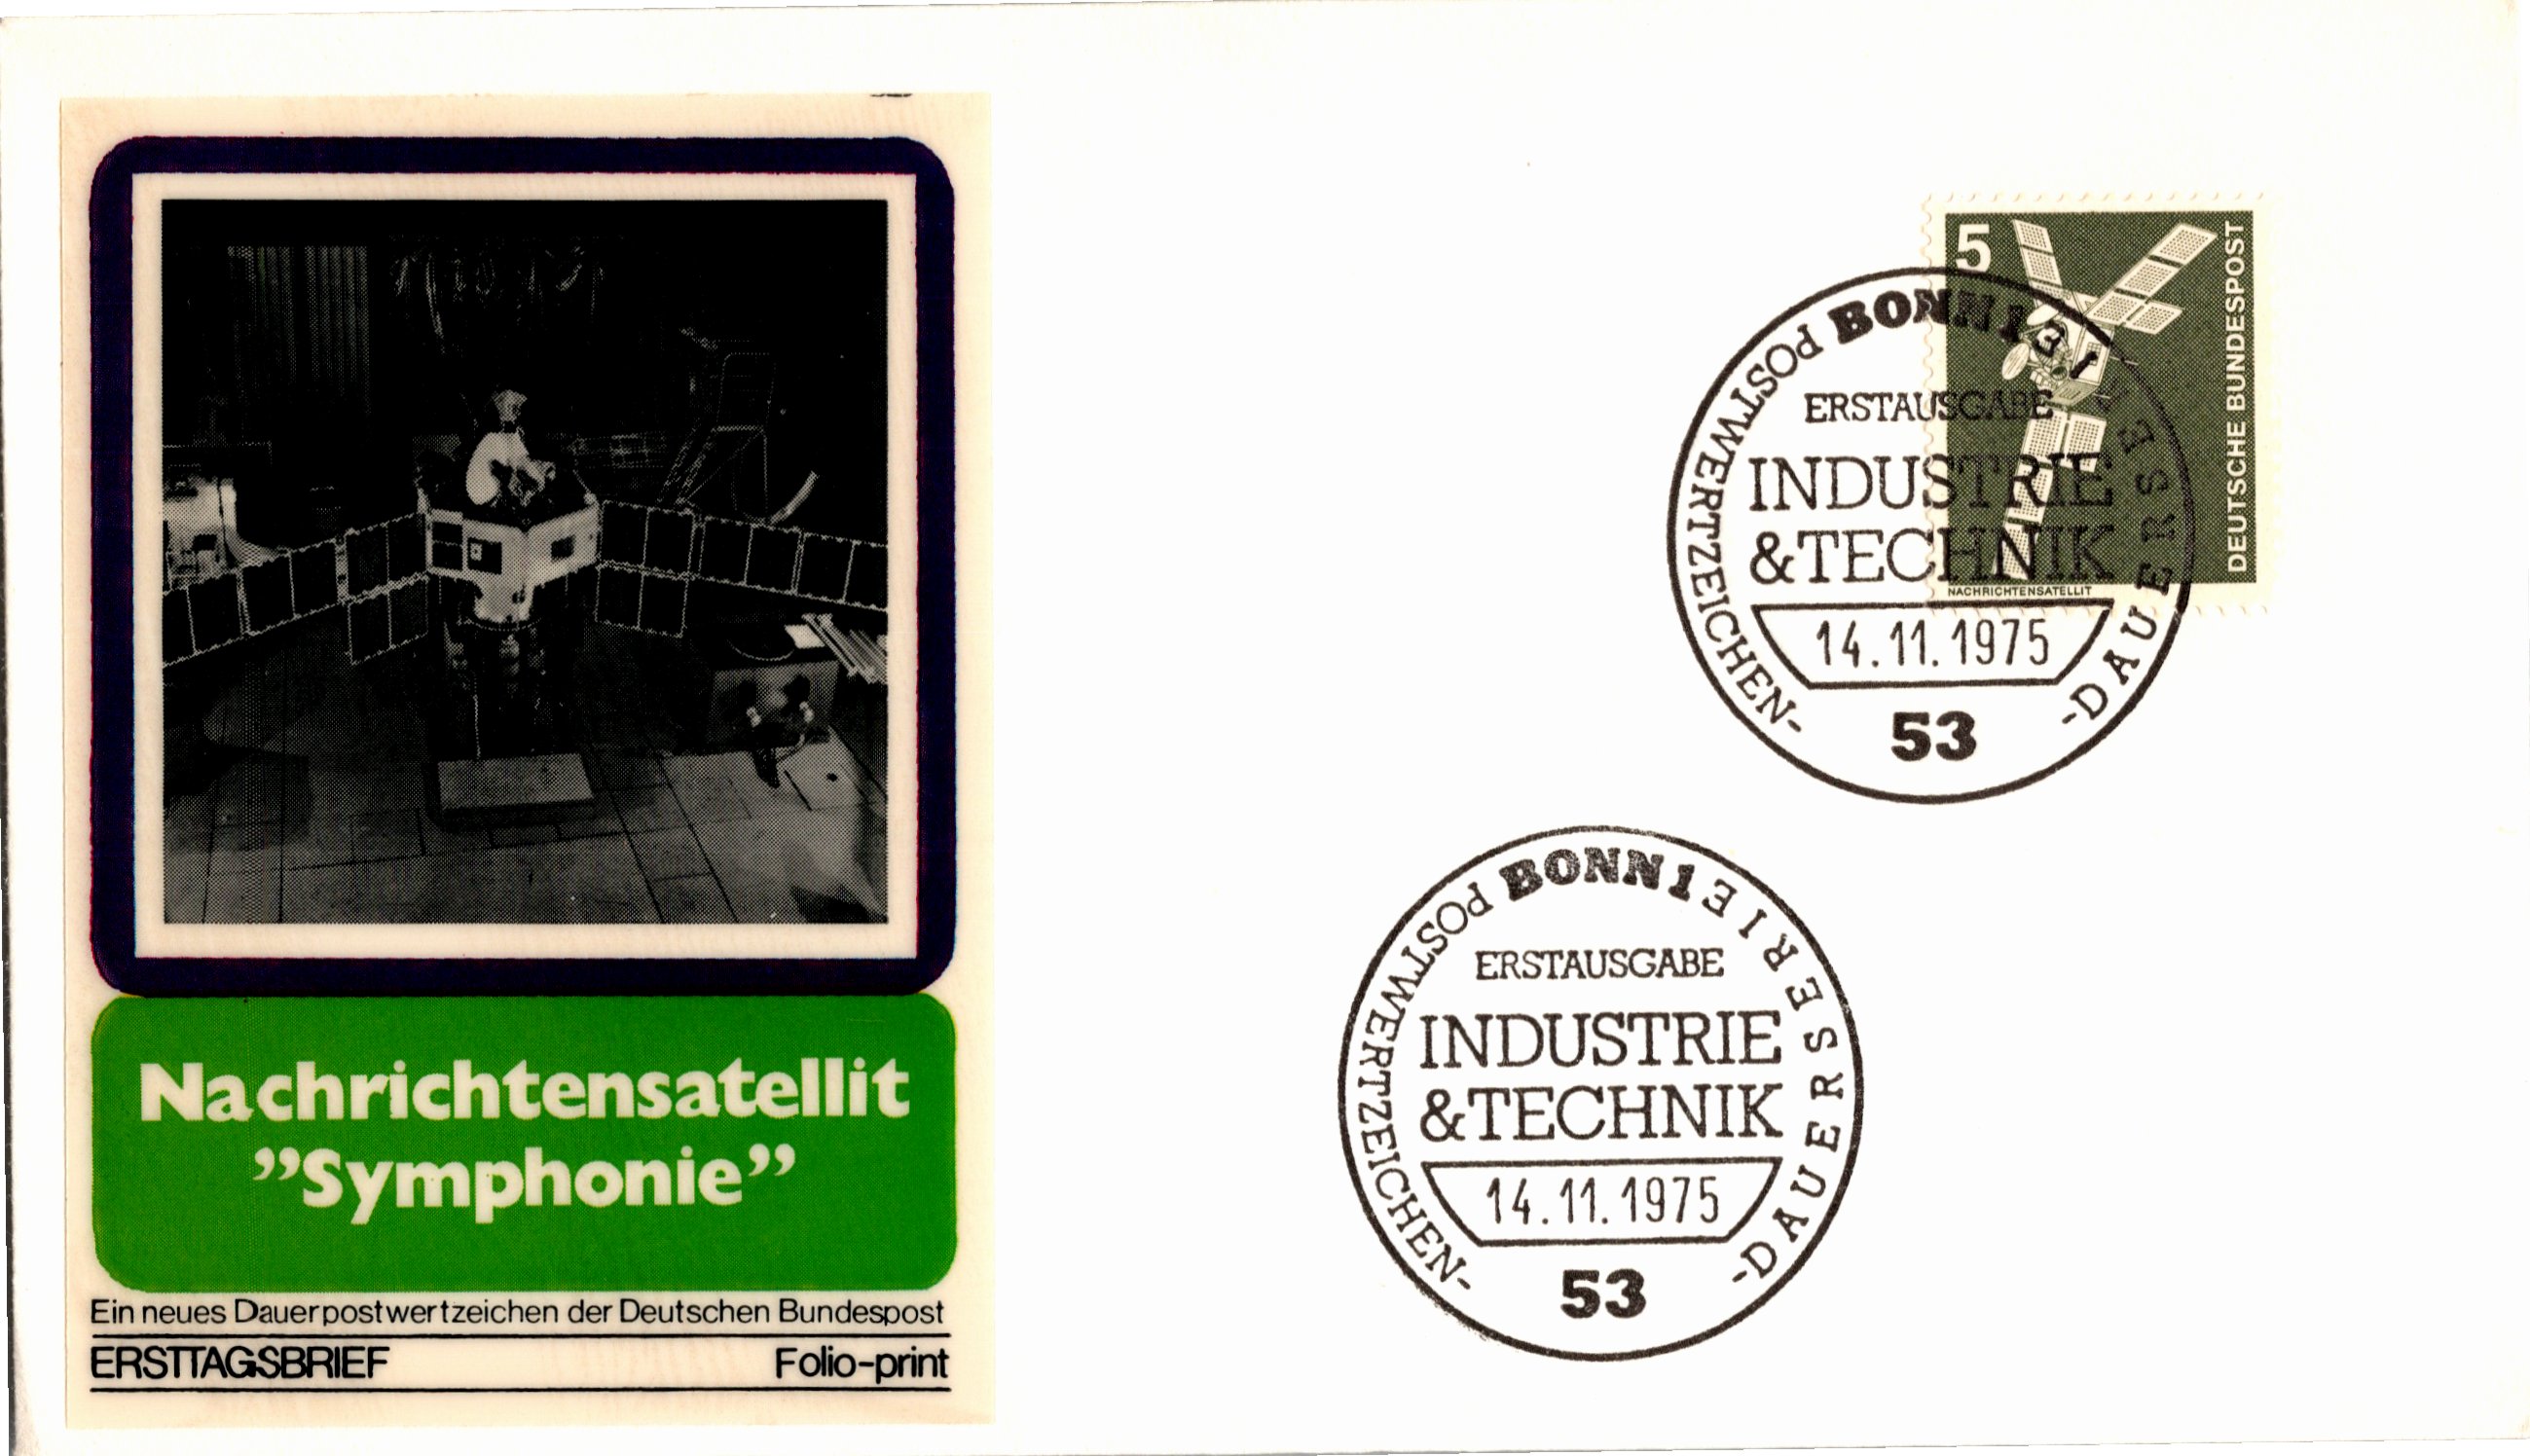 Nachrichtensatellit
”Symphonie”
Ein neues Dauerpostwertzeichen der Deutschen Bundespost
ERSTTAGSBRIEF Folio-print
5
DEUTSCHE BUNDESPOST
NACHRICHTENSATELLIT
BONN 1
POSTWERTZEICHEN-
-DAUERSERIE
ERSTAUSGABE
INDUSTRIE
&TECHNIK
14.11.1975
53
BONN 1
POSTWERTZEICHEN-
-DAUERSERIE
ERSTAUSGABE
INDUSTRIE
&TECHNIK
14.11.1975
53